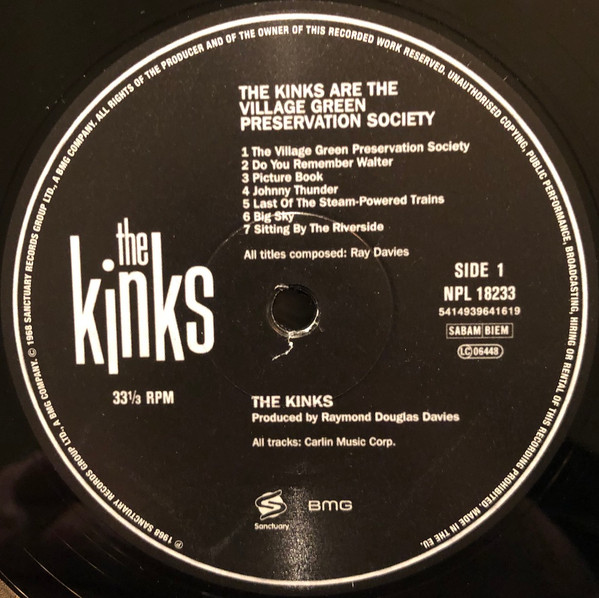 ℗ 1968 SANCTUARY RECORDS GROUP LTD., A BMG COMPANY. © 1968 SANCTUARY RECORDS GROUP LTD., A BMG COMPANY. ALL RIGHTS OF THE PRODUCER AND OF THE OWNER OF THIS RECORDED WORK RESERVED. UNAUTHORISED COPYING, PUBLIC PERFORMANCE, BROADCASTING, HIRING OR RENTAL OF THIS RECORDING PROHIBITED. MADE IN THE EU.
THE KINKS ARE THE
VILLAGE GREEN
PRESERVATION SOCIETY
1 The Village Green Preservation Society
2 Do You Remember Walter
3 Picture Book
4 Johnny Thunder
5 Last Of The Steam-Powered Trains
6 Big Sky
7 Sitting By The Riverside
All titles composed: Ray Davies
the
kinks
33⅓ RPM
SIDE 1
NPL 18233
5414939641619
SABAM BIEM
LC 06448
THE KINKS
Produced by Raymond Douglas Davies
All tracks: Carlin Music Corp.
Sanctuary
BMG